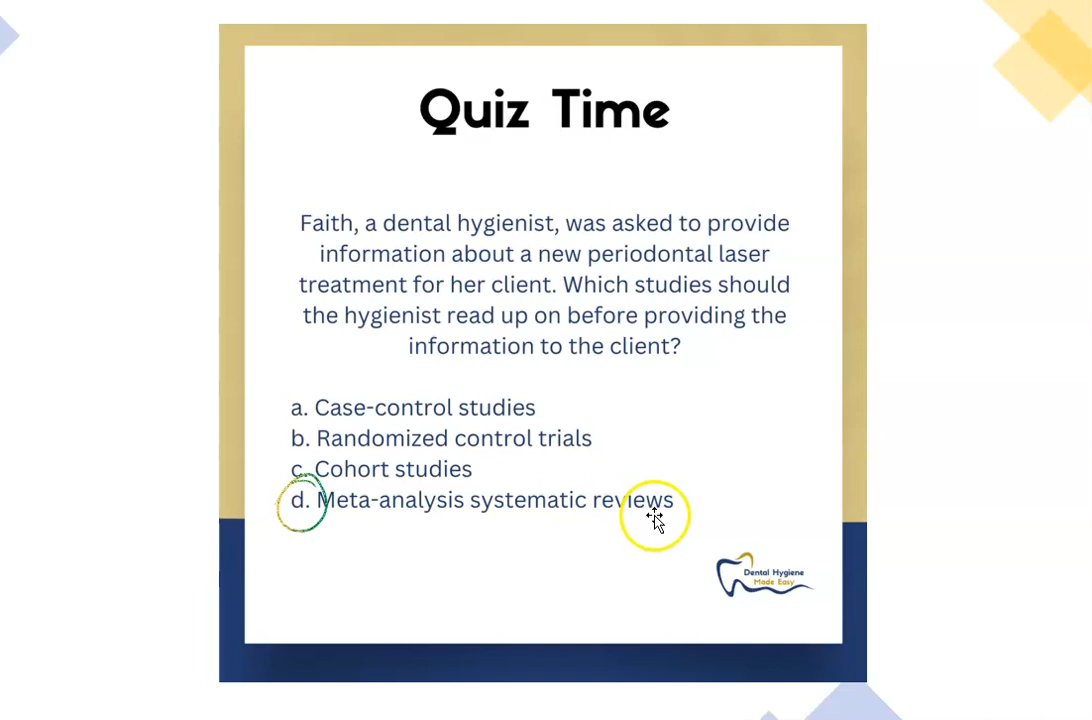 Quiz Time
Faith, a dental hygienist, was asked to provide
information about a new periodontal laser
treatment for her client. Which studies should
the hygienist read up on before providing the
information to the client?
a. Case-control studies
b. Randomized control trials
c. Cohort studies
d. Meta-analysis systematic reviews
Dental Hygiene
Made Easy